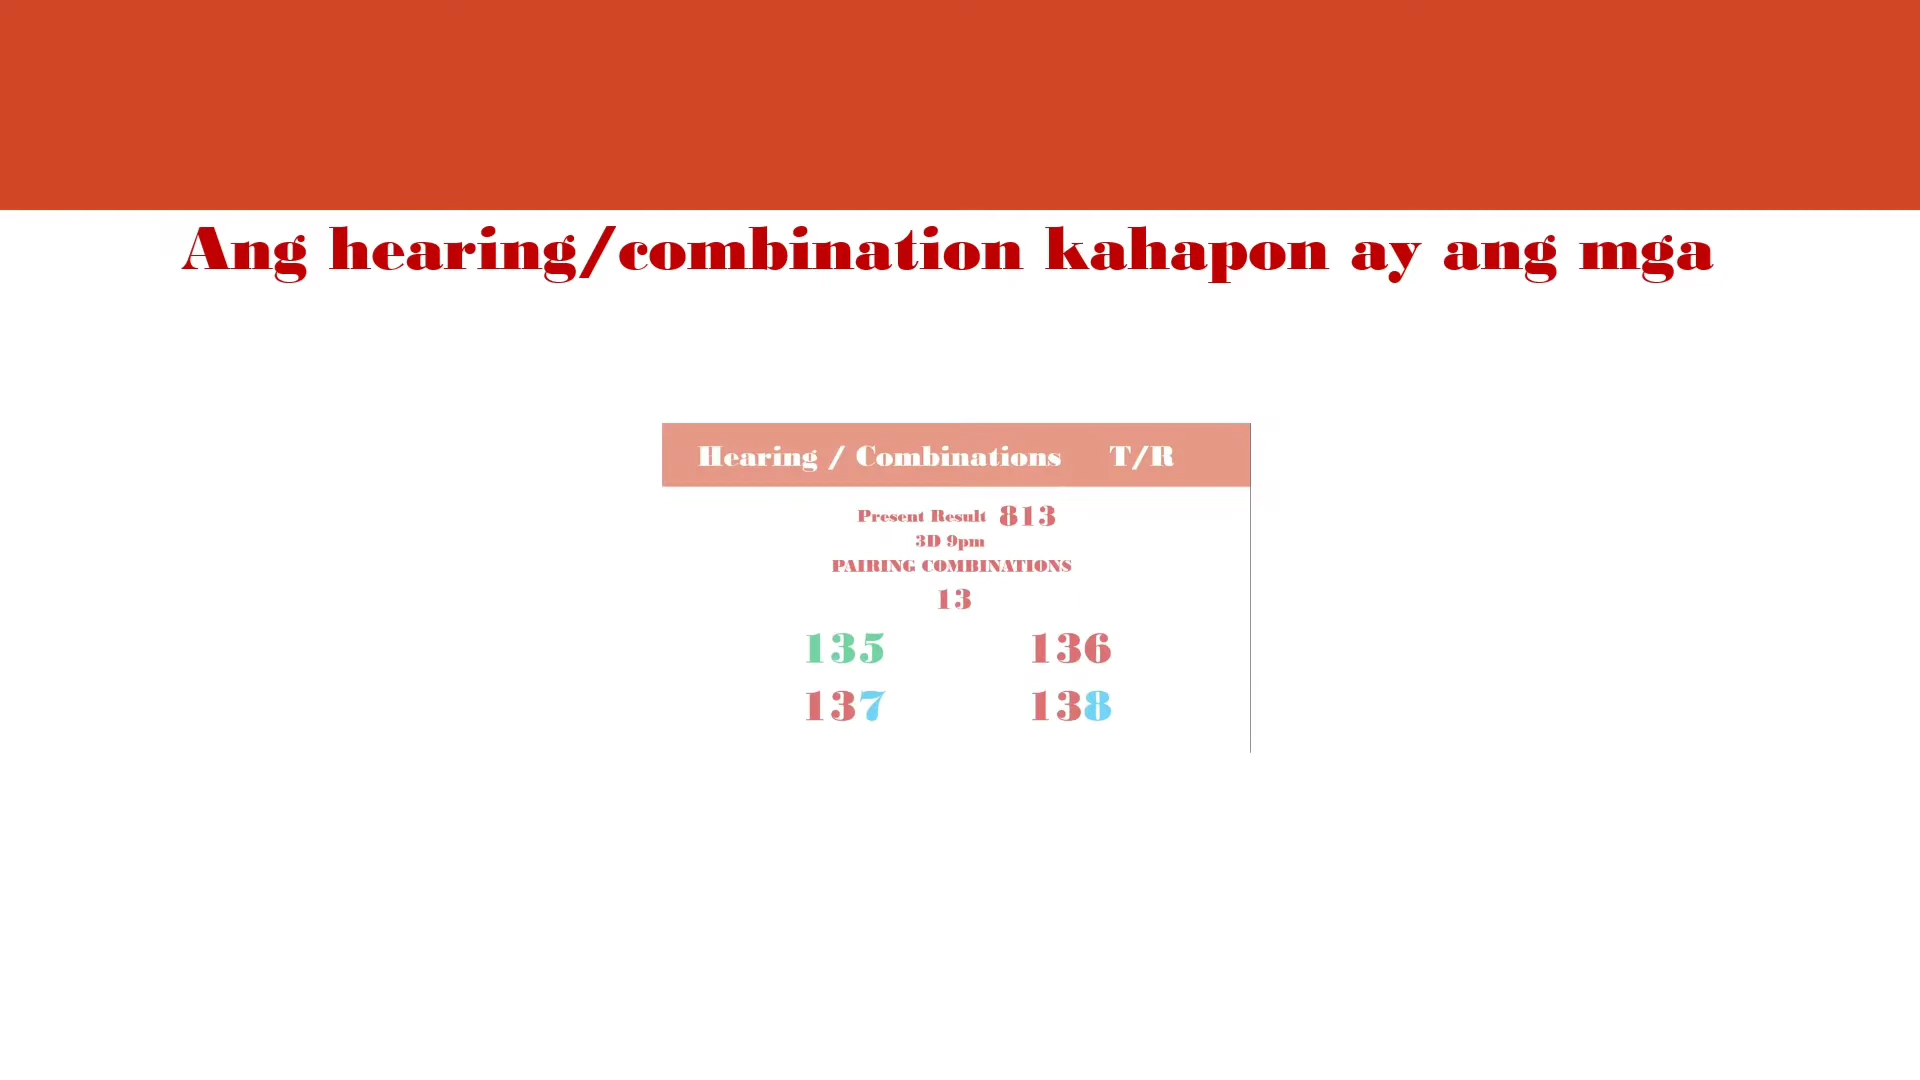 Ang hearing/combination kahapon ay ang mga
Hearing / Combinations T/R
Present Result 813
3D 9pm
PAIRING COMBINATIONS
13
135 136
137 138